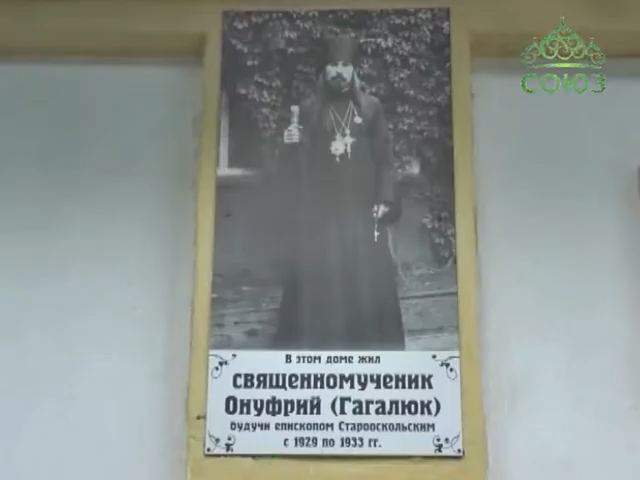 СОЮЗ
В этом доме жил
священномученик
Онуфрий (Гагалюк)
будучи епископом Старооскольским
с 1929 по 1933 гг.